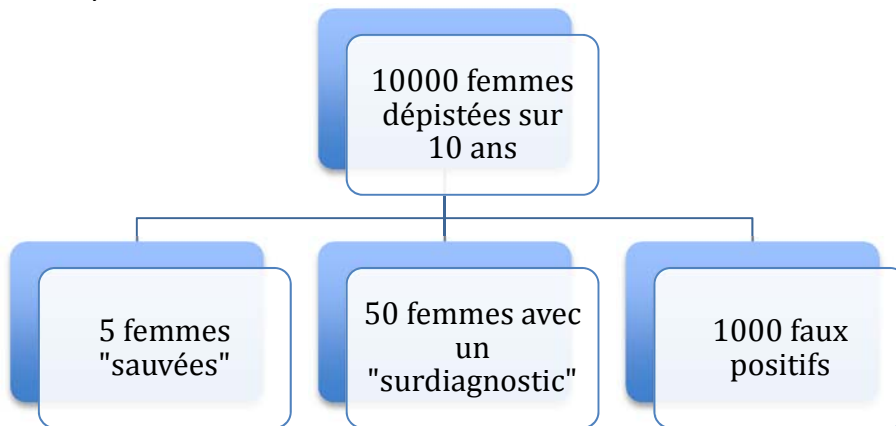 10000 femmes
dépistées sur
10 ans
5 femmes
"sauvées"
50 femmes avec
un
"surdiagnostic"
1000 faux
positifs